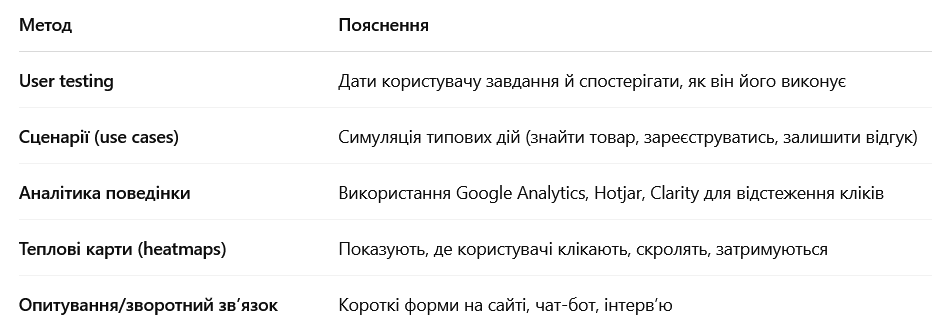 Метод Пояснення
User testing Дати користувачу завдання й спостерігати, як він його виконує
Сценарії (use cases) Симуляція типових дій (знайти товар, зареєструватись, залишити відгук)
Аналітика поведінки Використання Google Analytics, Hotjar, Clarity для відстеження кліків
Теплові карти (heatmaps) Показують, де користувачі клікають, скролять, затримуються
Опитування/зворотний зв’язок Короткі форми на сайті, чат-бот, інтерв’ю